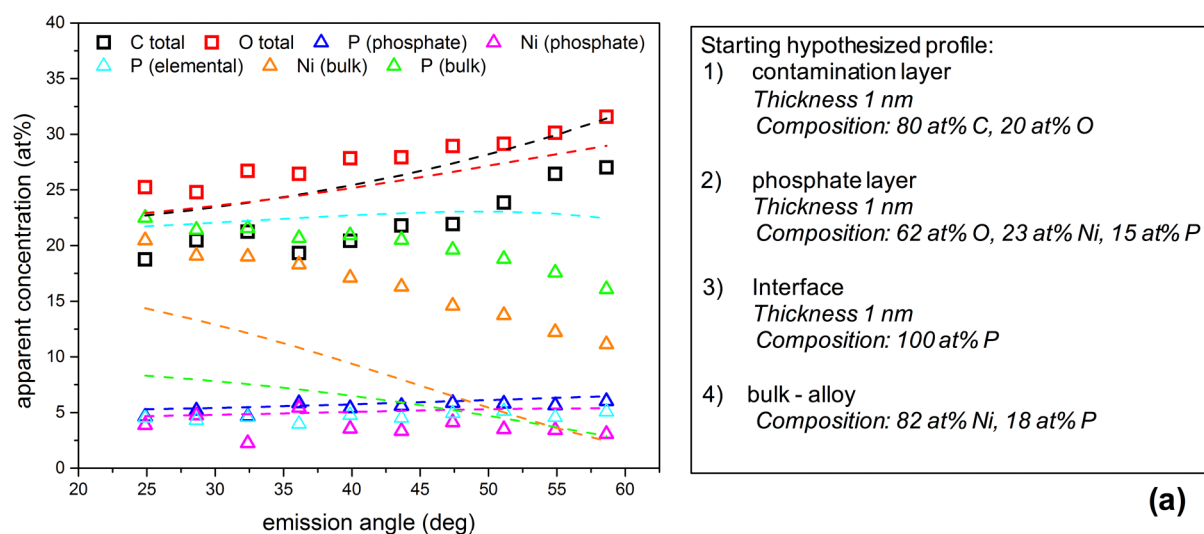 40
35
30
25
20
15
10
5
0
apparent concentration (at%)
C total O total P (phosphate) Ni (phosphate)
P (elemental) Ni (bulk) P (bulk)
20 25 30 35 40 45 50 55 60
emission angle (deg)
Starting hypothesized profile:
1) contamination layer
Thickness 1 nm
Composition: 80 at% C, 20 at% O
2) phosphate layer
Thickness 1 nm
Composition: 62 at% O, 23 at% Ni, 15 at% P
3) Interface
Thickness 1 nm
Composition: 100 at% P
4) bulk - alloy
Composition: 82 at% Ni, 18 at% P
(a)